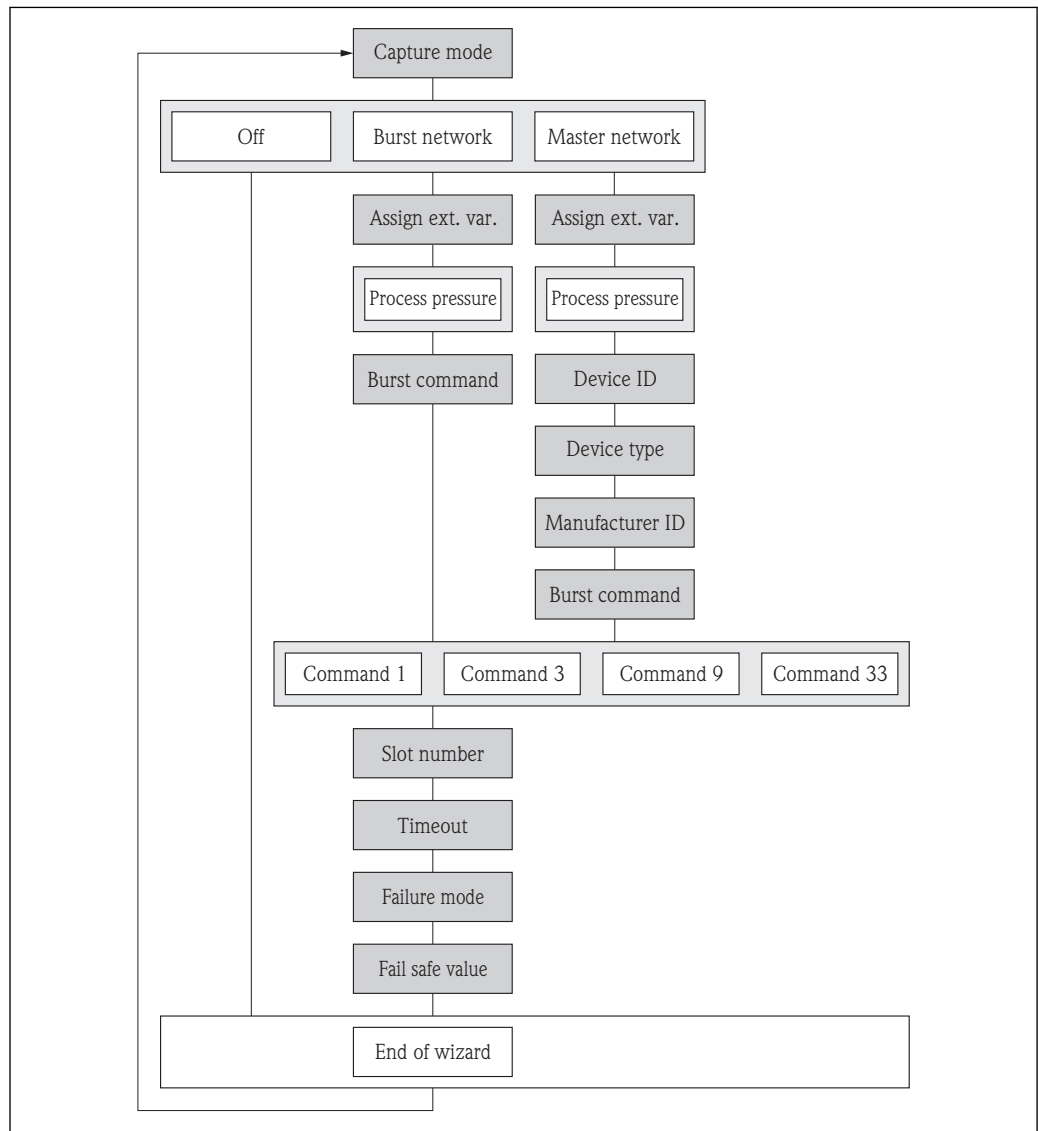 Capture mode
Off
Burst network
Master network
Assign ext. var.
Assign ext. var.
Process pressure
Process pressure
Burst command
Device ID
Device type
Manufacturer ID
Burst command
Command 1
Command 3
Command 9
Command 33
Slot number
Timeout
Failure mode
Fail safe value
End of wizard